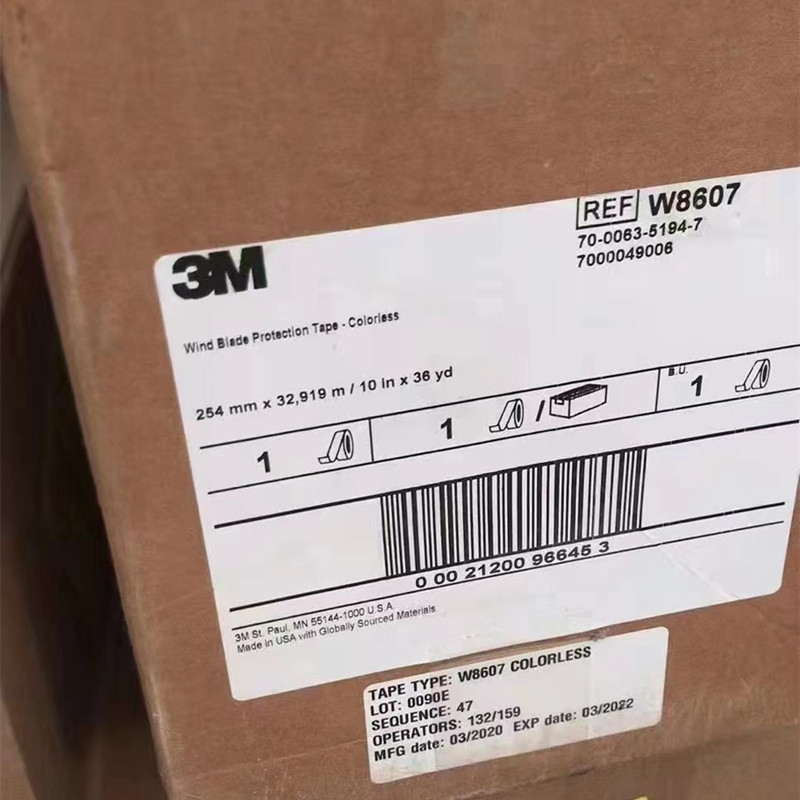 REF W8607
70-0063-5194-7
7000049006
3M
Wind Blade Protection Tape - Colorless
254 mm x 32,919 m / 10 in x 36 yd
1 1 / B.U. 1
0 00 21200 96645 3
3M St. Paul, MN 55144-1000 U.S.A.
Made in USA with Globally Sourced Materials
TAPE TYPE: W8607 COLORLESS
LOT: 0090E
SEQUENCE: 47
OPERATORS: 132/159
MFG date: 03/2020 EXP date: 03/2022